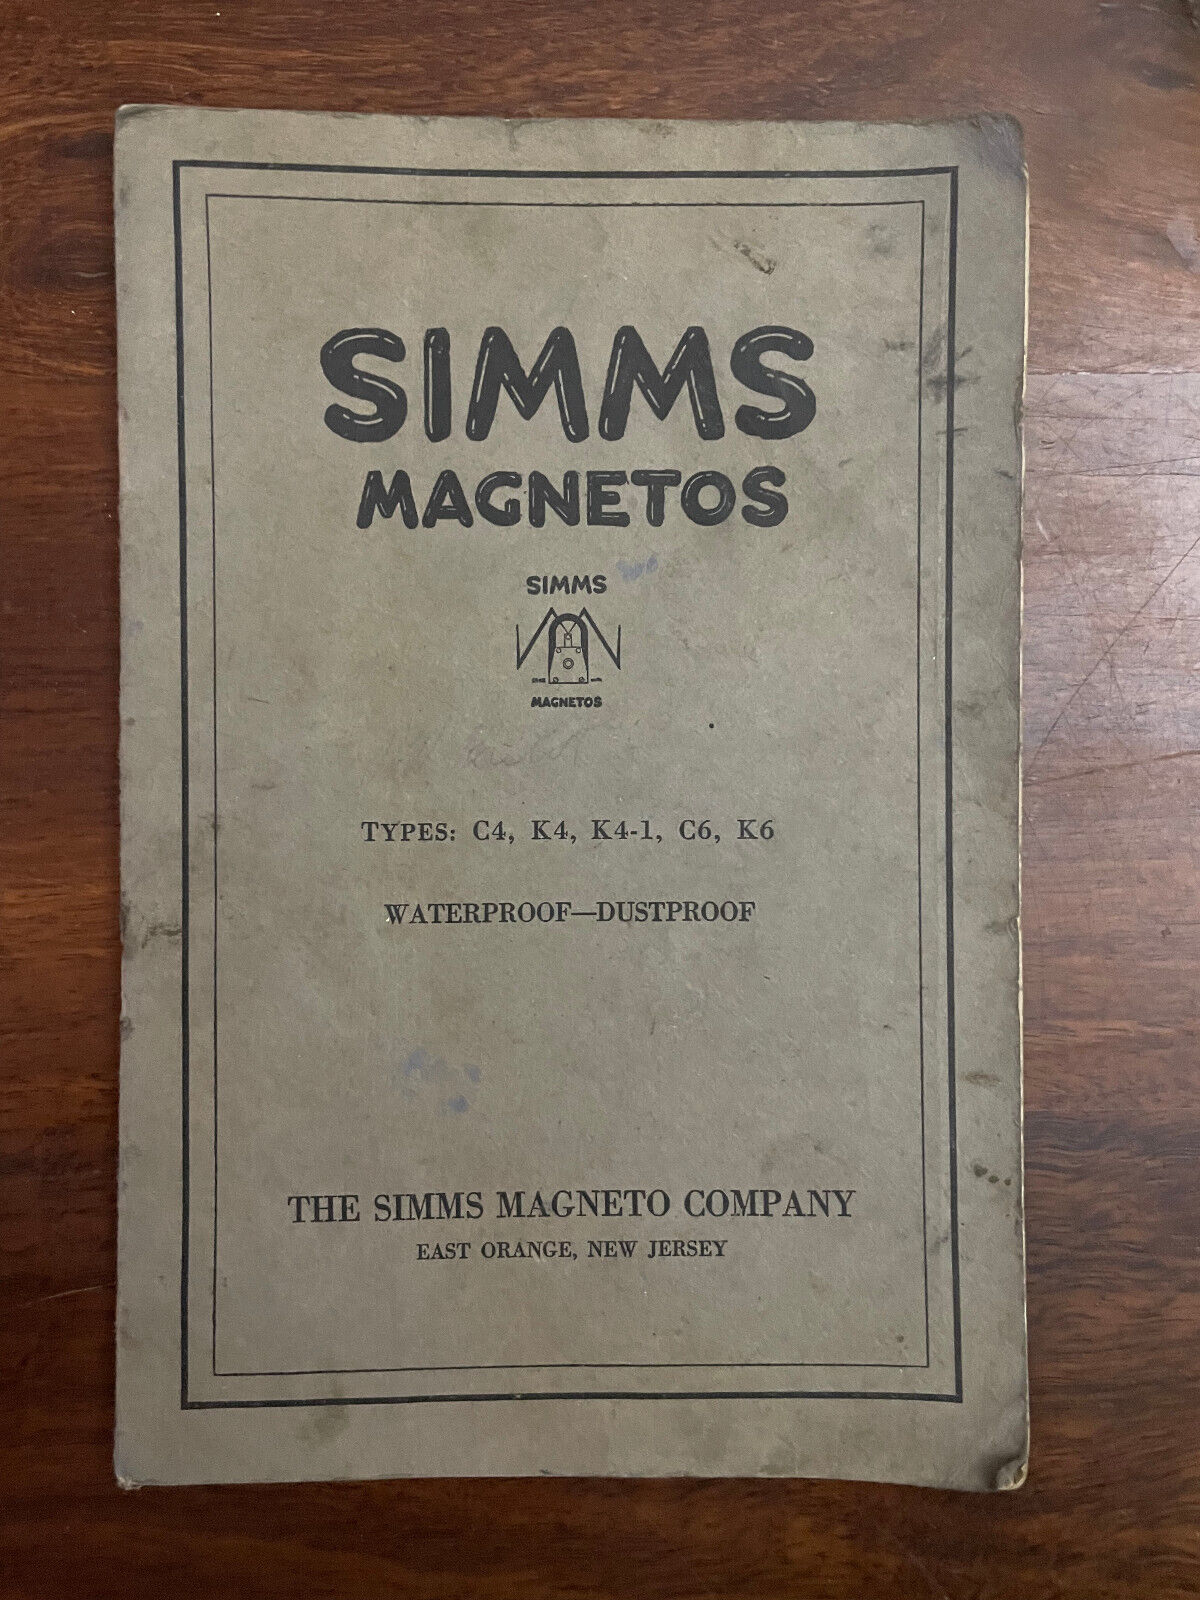 SIMMS
MAGNETOS
SIMMS
MAGNETOS
TYPES: C4, K4, K4-1, C6, K6
WATERPROOF—DUSTPROOF
THE SIMMS MAGNETO COMPANY
EAST ORANGE, NEW JERSEY